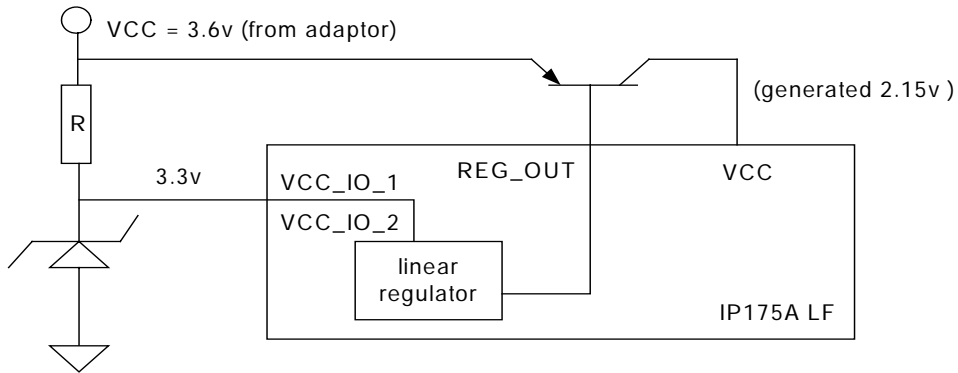 VCC = 3.6v (from adaptor)
(generated 2.15v )
R
3.3v
VCC_IO_1
VCC_IO_2
REG_OUT
VCC
linear
regulator
IP175A LF